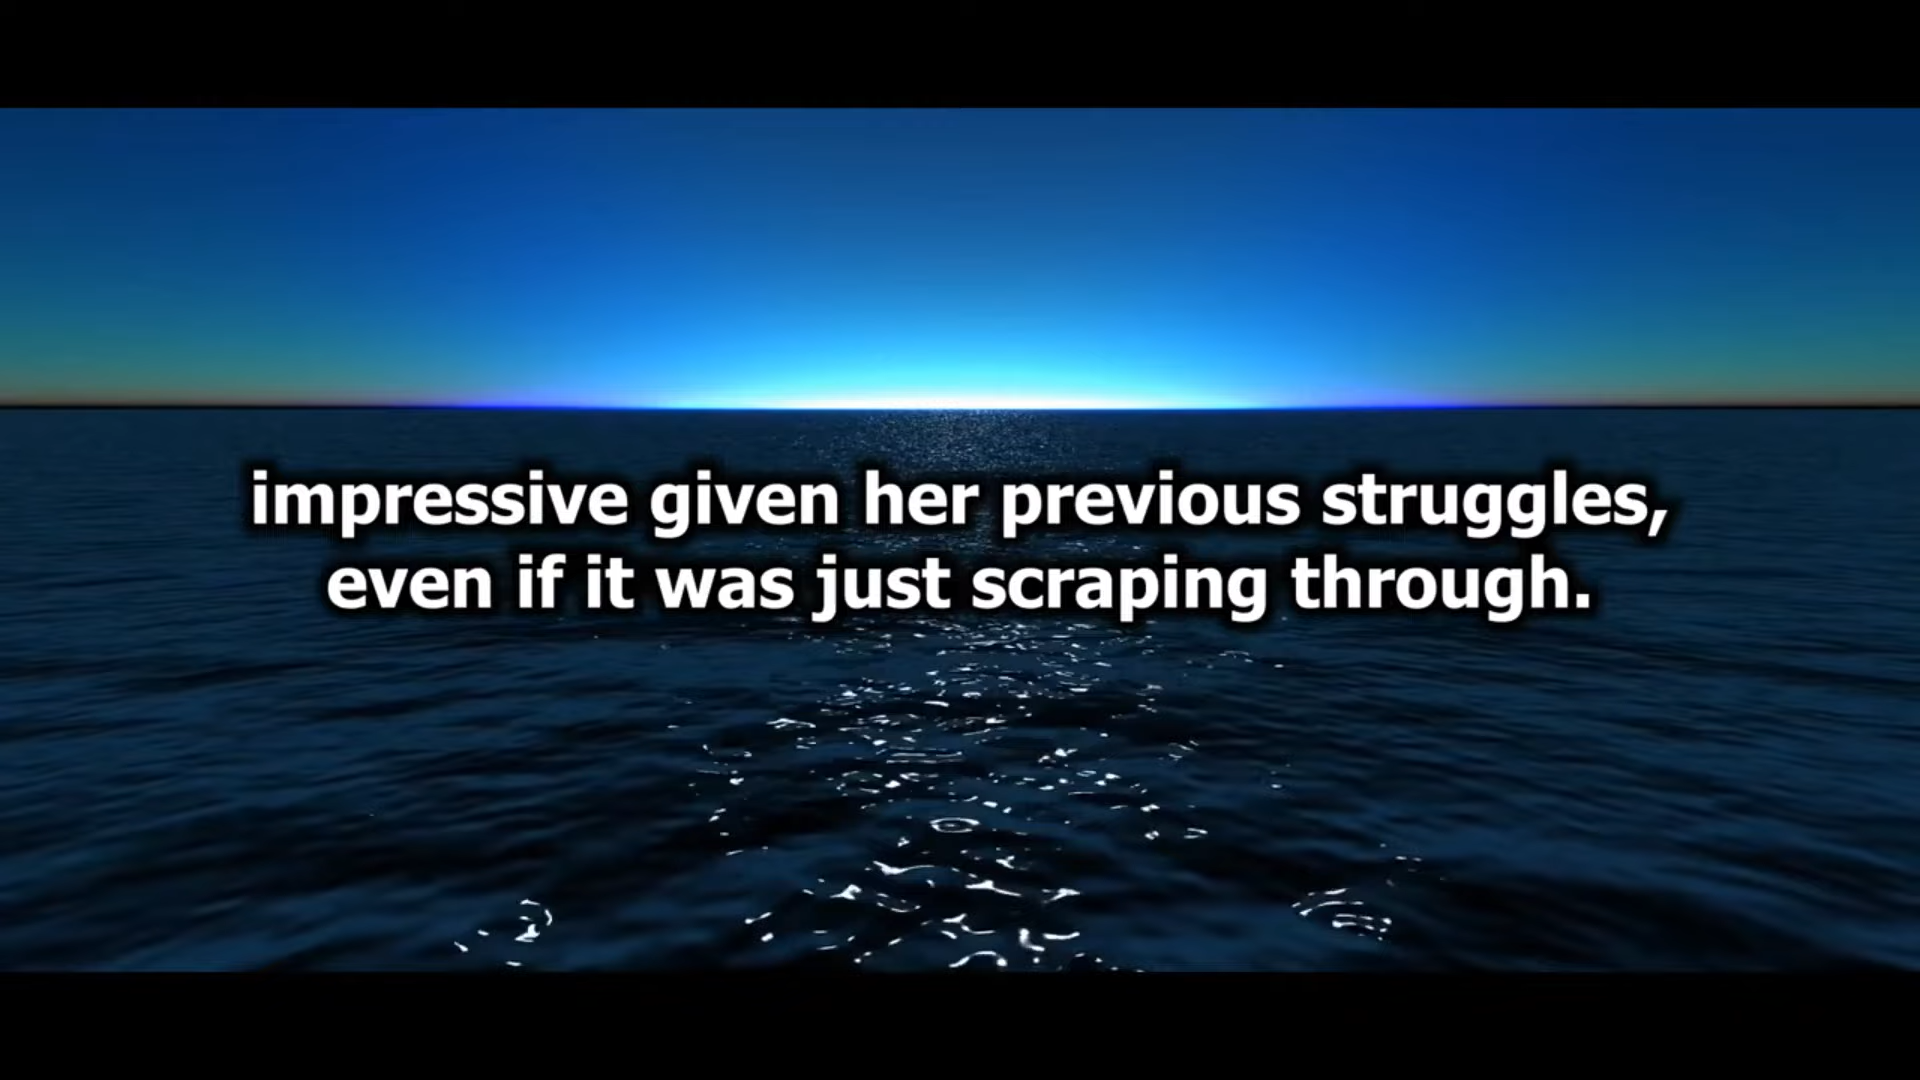 impressive given her previous struggles,
even if it was just scraping through.